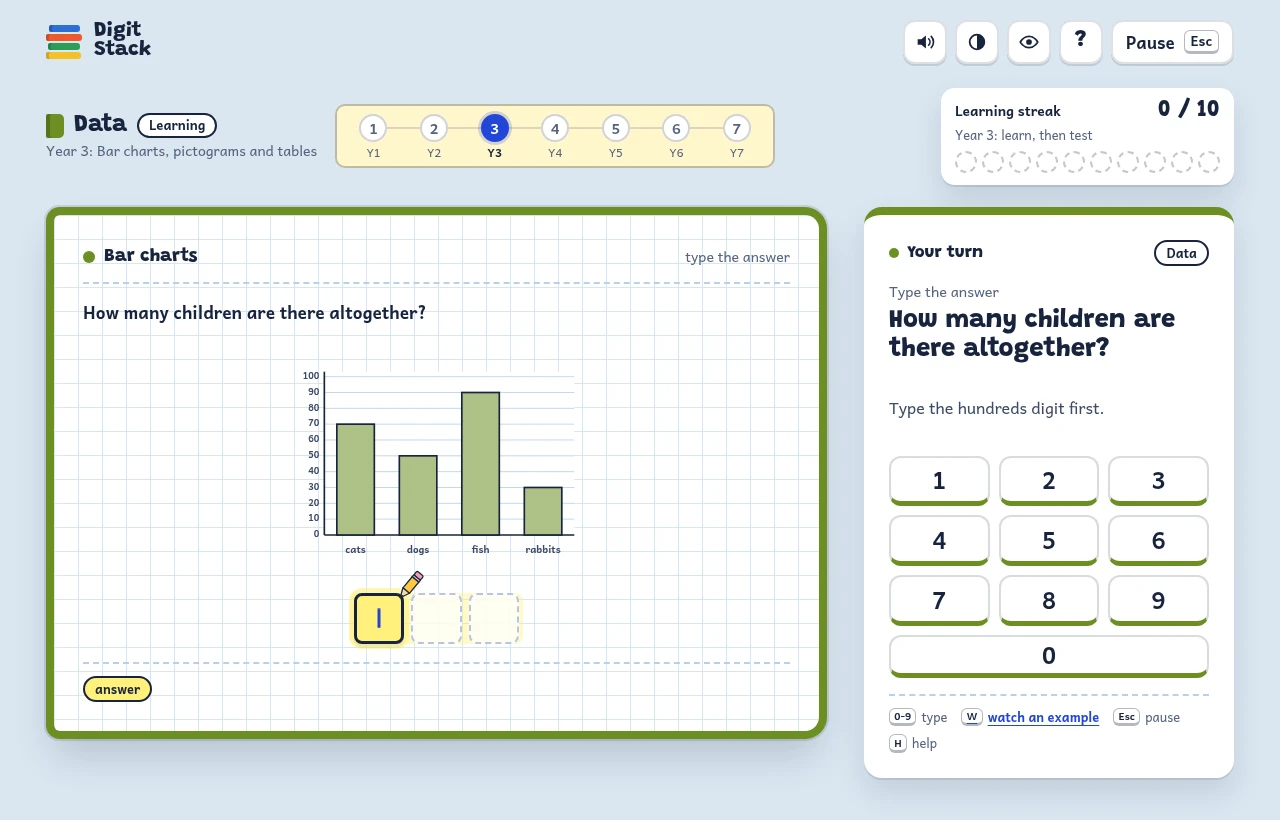 Digit
Stack
?
Pause Esc
Data Learning
Year 3: Bar charts, pictograms and tables
1 2 3 4 5 6 7
Y1 Y2 Y3 Y4 Y5 Y6 Y7
Learning streak 0 / 10
Year 3: learn, then test
Bar charts type the answer
How many children are there altogether?
100
90
80
70
60
50
40
30
20
10
0
cats dogs fish rabbits
answer
Your turn Data
Type the answer
How many children are
there altogether?
Type the hundreds digit first.
1 2 3
4 5 6
7 8 9
0
0-9 type W watch an example Esc pause
H help